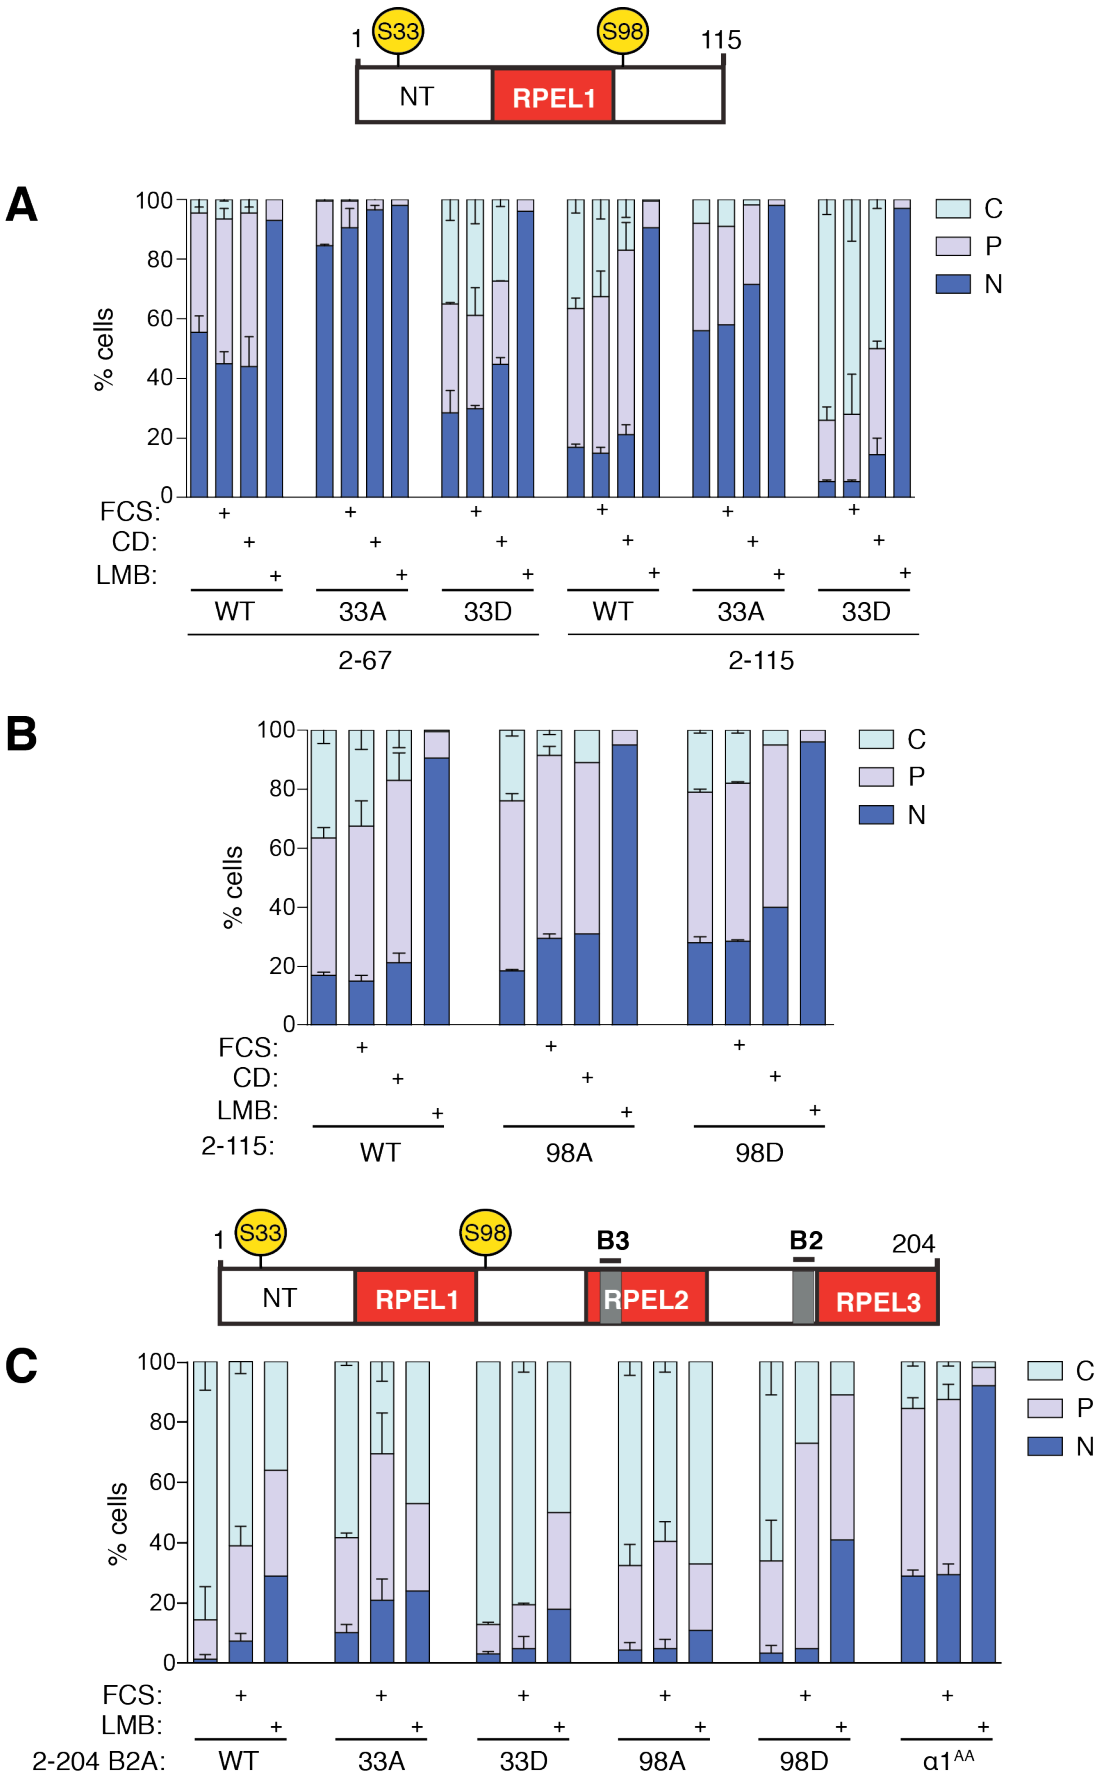 S33 S98
1 115
NT RPEL1
A
100 C
80 P
60 N
40
20
0
% cells
FCS: + + + + + +
CD: + + + + + +
LMB: + + + + + +
WT 33A 33D WT 33A 33D
2-67 2-115
B
100 C
80 P
60 N
40
20
0
% cells
FCS: + + +
CD: + + +
LMB: + + +
2-115: WT 98A 98D
S33 S98
1 B3 B2 204
NT RPEL1 RPEL2 RPEL3
C
100 C
80 P
60 N
40
20
0
% cells
FCS: + + + + + +
LMB: + + + + + +
2-204 B2A: WT 33A 33D 98A 98D α1ᴬᴬ